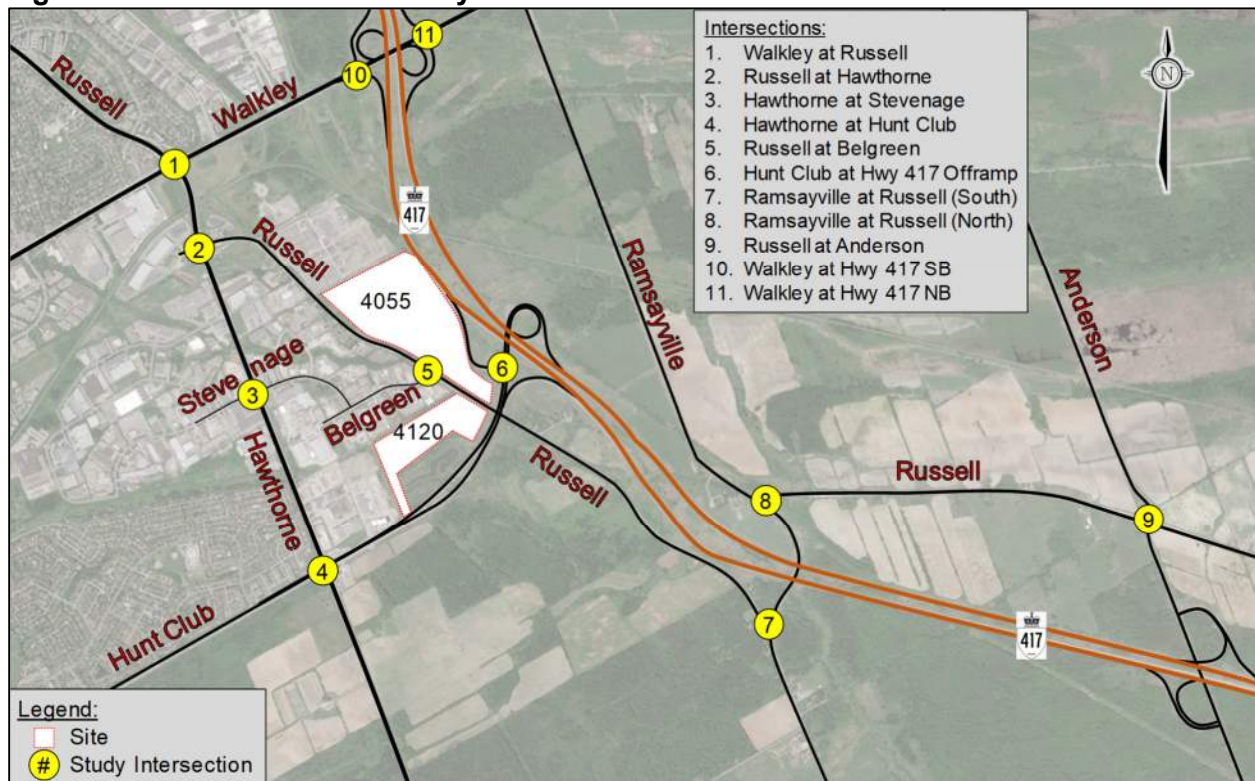 Intersections:
1. Walkley at Russell
2. Russell at Hawthorne
3. Hawthorne at Stevenage
4. Hawthorne at Hunt Club
5. Russell at Belgreen
6. Hunt Club at Hwy 417 Offramp
7. Ramsayville at Russell (South)
8. Ramsayville at Russell (North)
9. Russell at Anderson
10. Walkley at Hwy 417 SB
11. Walkley at Hwy 417 NB
N
11
10
Russell
Walkley
1
417
2
Russell
4055
Ramsayville
Anderson
Stevenage
5
6
3
Belgreen
4120
Hawthorne
Russell
Russell
8
9
4
7
417
Hunt Club
Legend:
Site
# Study Intersection